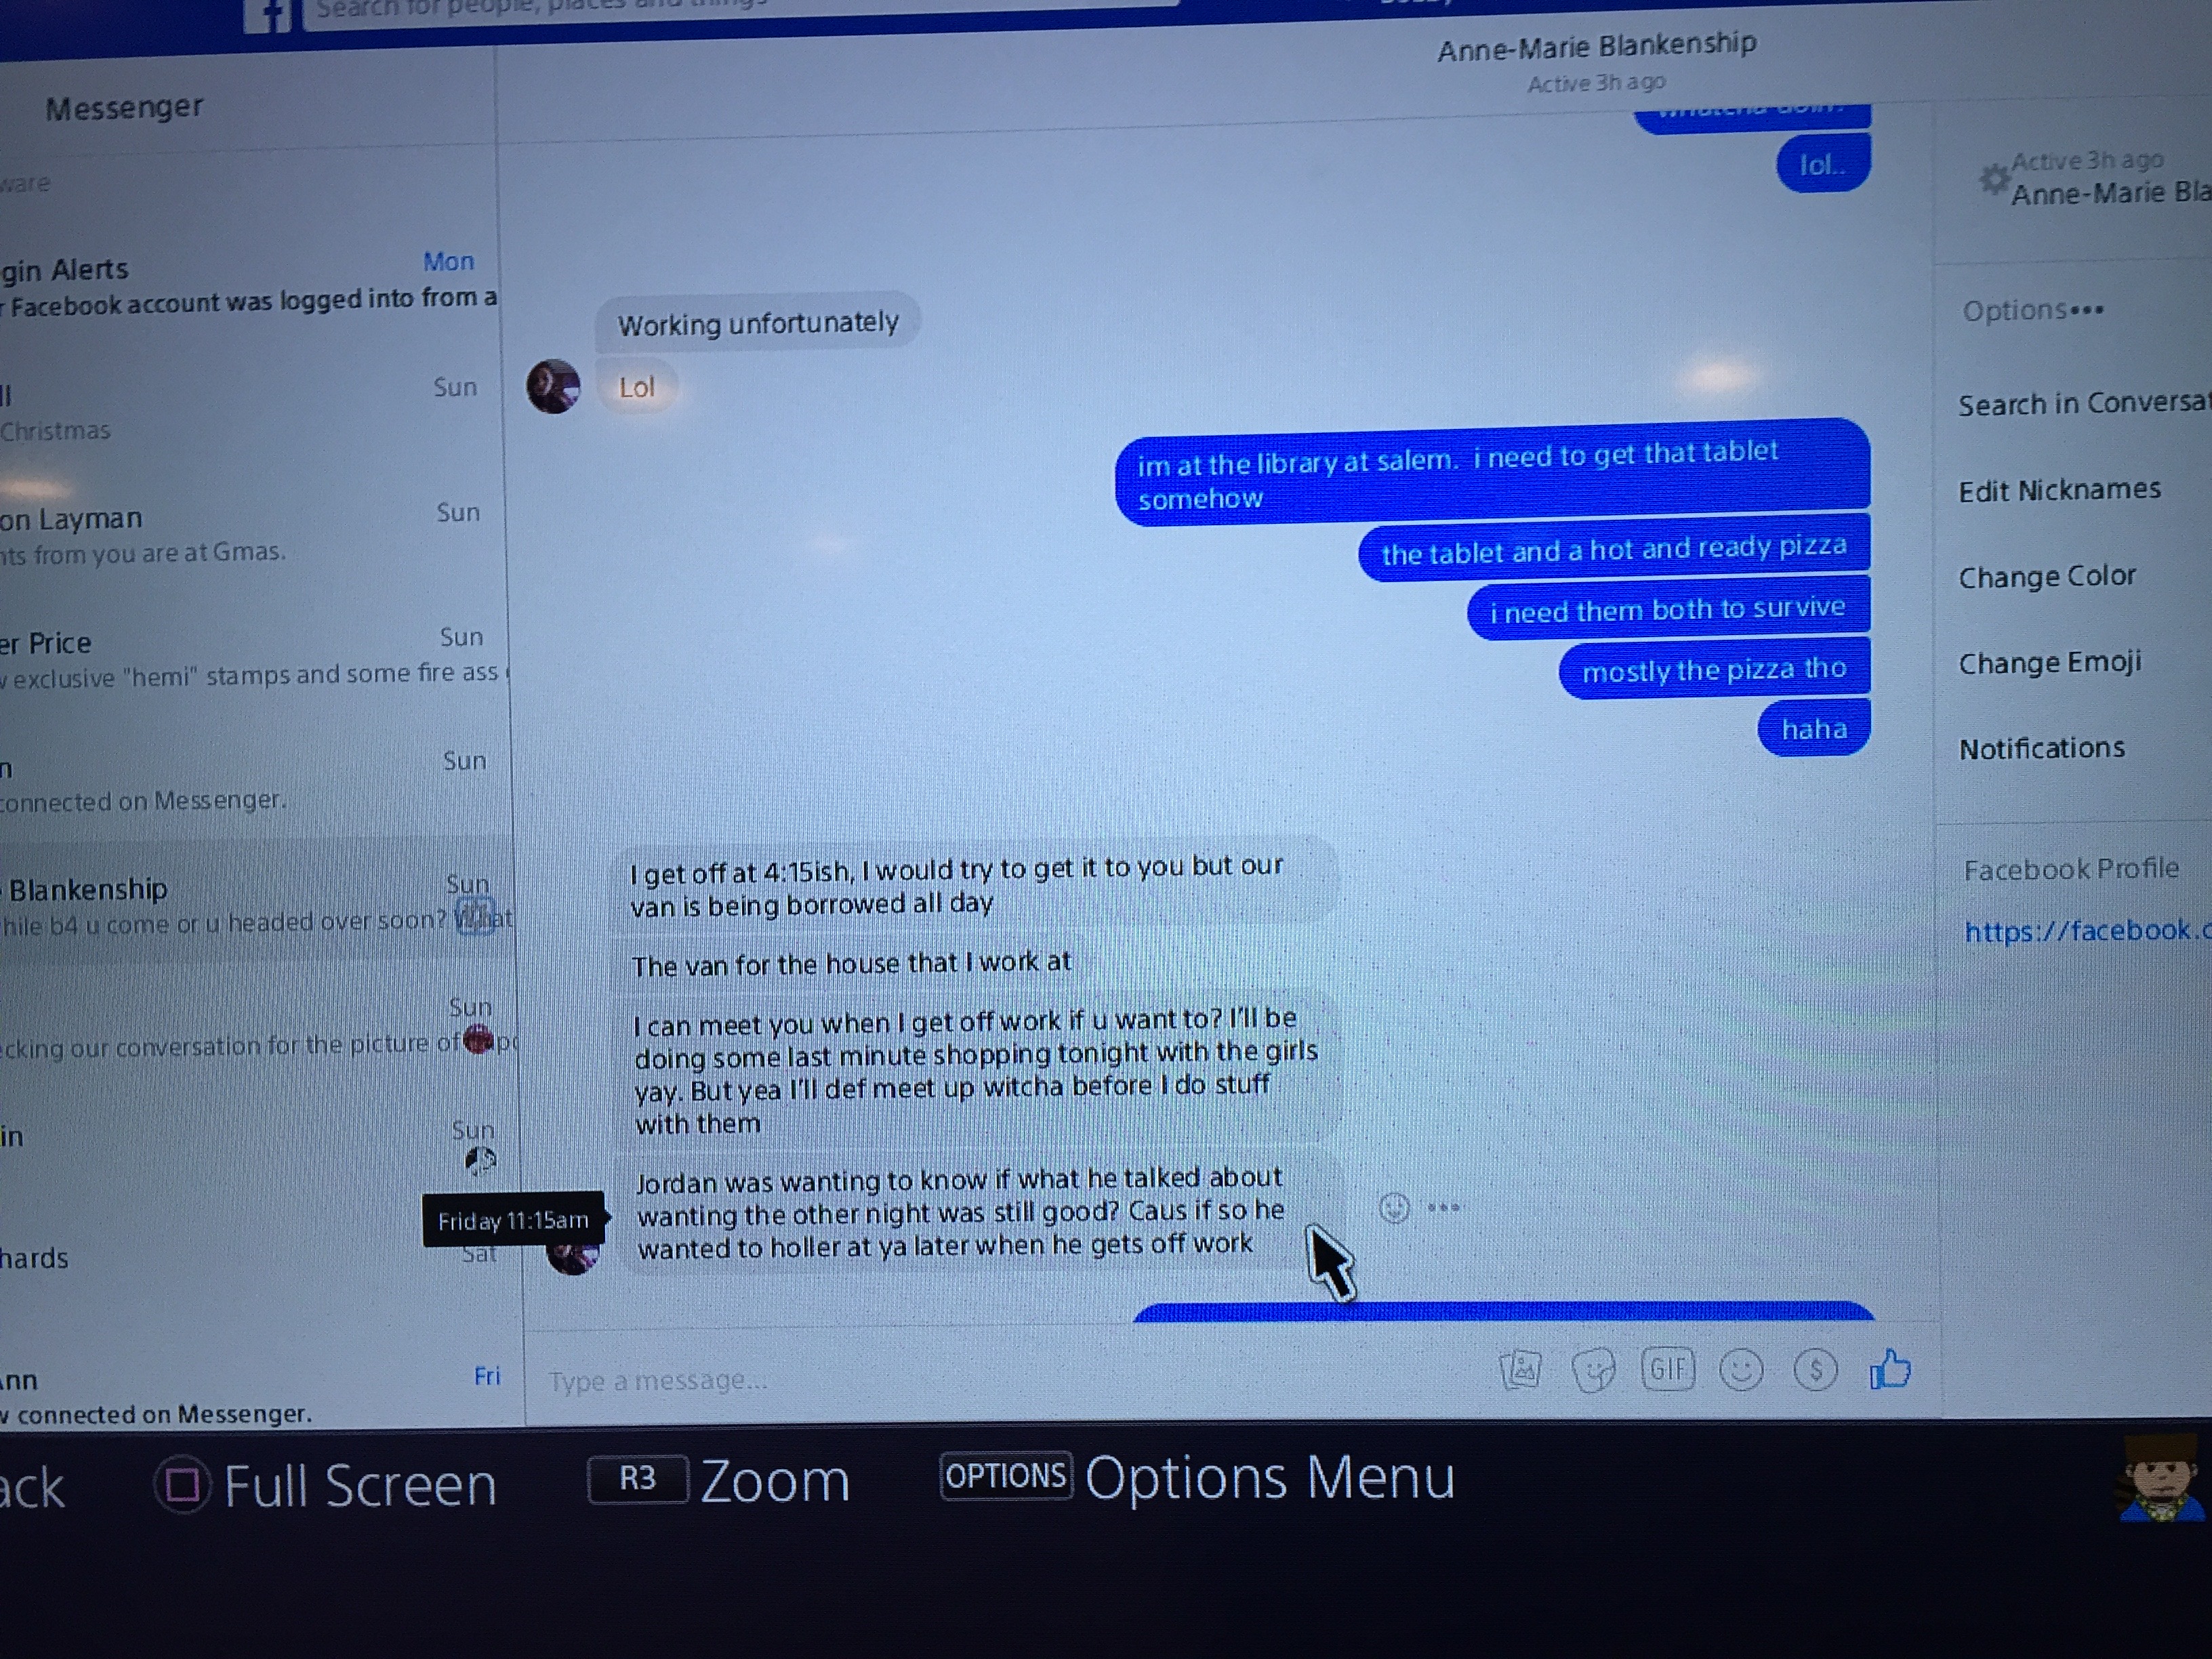 Search for people, places and things
Anne-Marie Blankenship
Active 3h ago
Messenger
lol..
Active 3h ago
Anne-Marie Bla
ware
gin Alerts
Mon
r Facebook account was logged into from a
Working unfortunately
Lol
Options•••
ll
Sun
Christmas
Search in Conversat
im at the library at salem. i need to get that tablet
somehow
Edit Nicknames
on Layman
Sun
nts from you are at Gmas.
the tablet and a hot and ready pizza
Change Color
i need them both to survive
er Price
Sun
exclusive "hemi" stamps and some fire ass
mostly the pizza tho
Change Emoji
haha
Notifications
n
Sun
connected on Messenger.
I get off at 4:15ish, I would try to get it to you but our
van is being borrowed all day
Facebook Profile
Blankenship
Sun
hile b4 u come or u headed over soon? What
https://facebook.c
The van for the house that I work at
Sun
cking our conversation for the picture of
I can meet you when I get off work if u want to? I'll be
doing some last minute shopping tonight with the girls
yay. But yea I'll def meet up witcha before I do stuff
with them
in
Sun
Jordan was wanting to know if what he talked about
wanting the other night was still good? Caus if so he
wanted to holler at ya later when he gets off work
Friday 11:15am
hards
Sat
Ann
Fri
connected on Messenger.
Type a message...
GIF
$
ack
Full Screen
R3
Zoom
OPTIONS
Options Menu